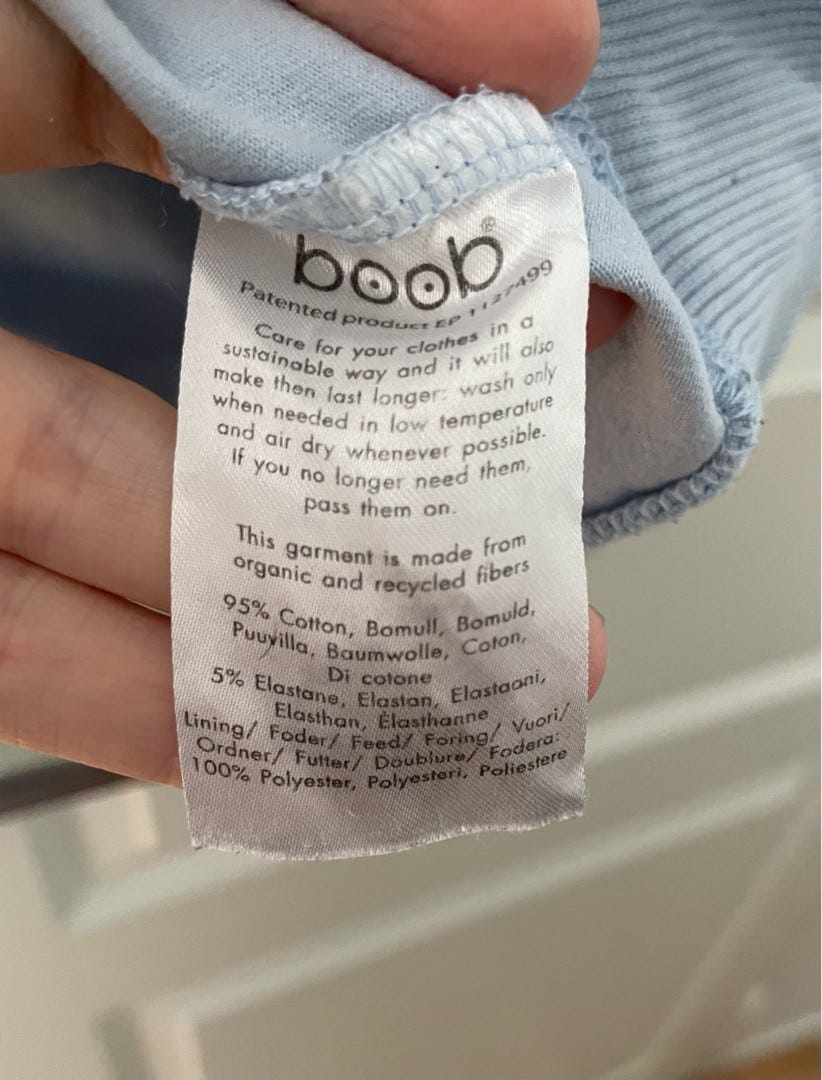 boob®
Patented product EP 1127499
Care for your clothes in a
sustainable way and it will also
make then last longer: wash only
when needed in low temperature
and air dry whenever possible.
If you no longer need them,
pass them on.
This garment is made from
organic and recycled fibers
95% Cotton, Bomull, Bomuld,
Puuvilla, Baumwolle, Coton,
Di cotone
5% Elastane, Elastan, Elastaani,
Elasthan, Élasthanne
Lining/ Foder/ Feed/ Foring/ Vuori/
Ordner/ Futter/ Doublure/ Fodera:
100% Polyester, Polyesteri, Poliestere